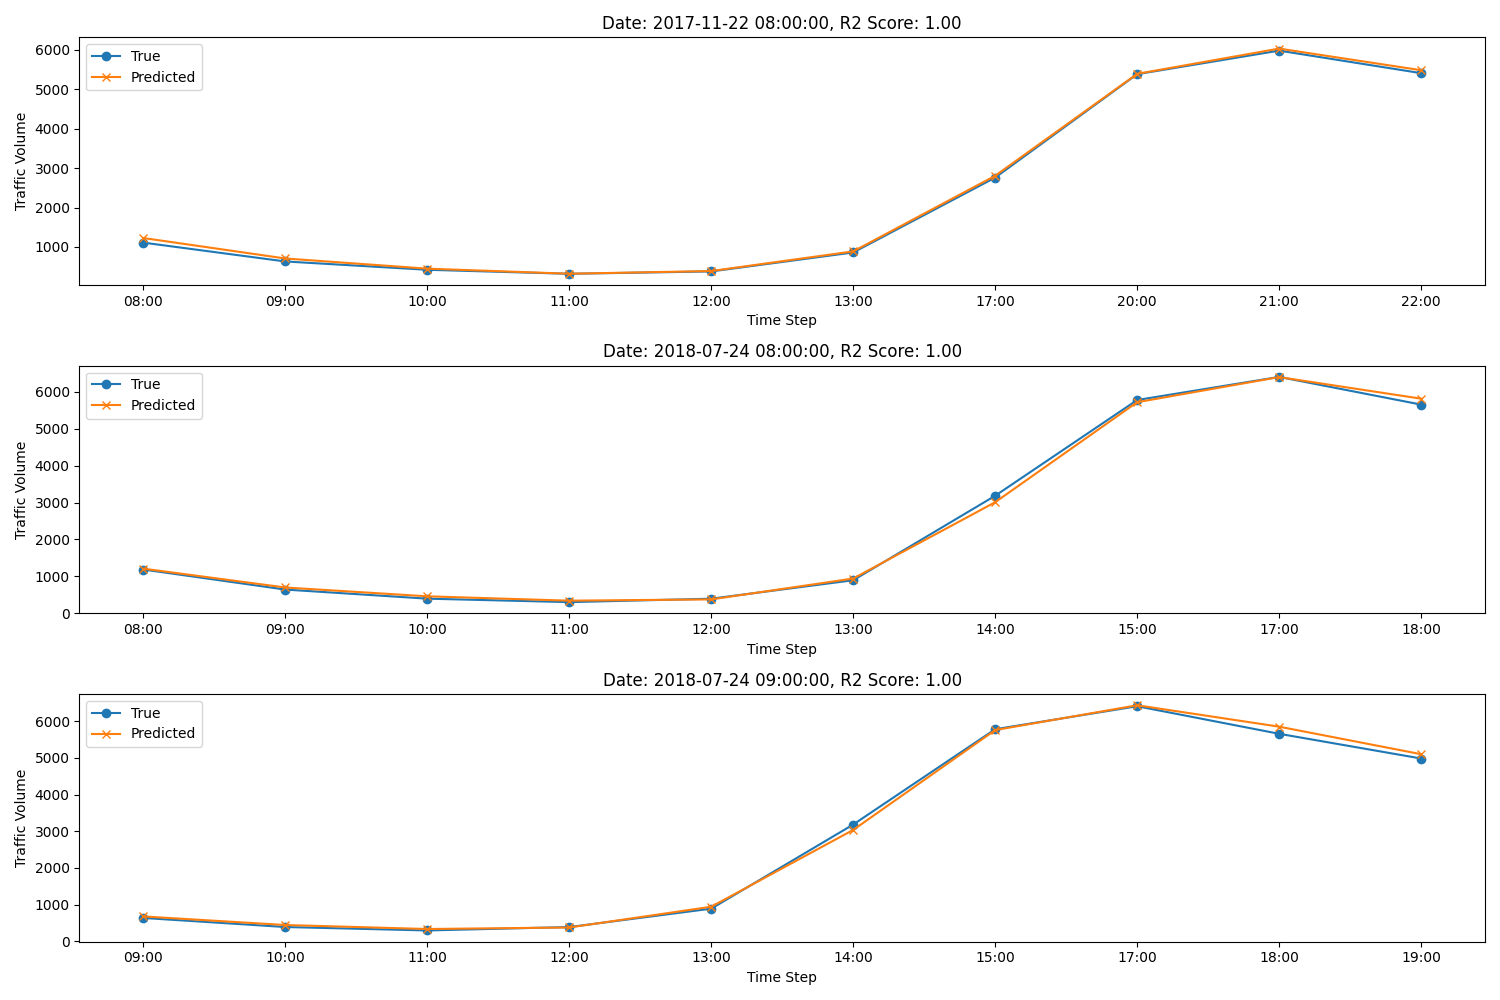 Date: 2017-11-22 08:00:00, R2 Score: 1.00
True
Predicted
Traffic Volume
6000
5000
4000
3000
2000
1000
08:00 09:00 10:00 11:00 12:00 13:00 17:00 20:00 21:00 22:00
Time Step
Date: 2018-07-24 08:00:00, R2 Score: 1.00
True
Predicted
Traffic Volume
6000
5000
4000
3000
2000
1000
0
08:00 09:00 10:00 11:00 12:00 13:00 14:00 15:00 17:00 18:00
Time Step
Date: 2018-07-24 09:00:00, R2 Score: 1.00
True
Predicted
Traffic Volume
6000
5000
4000
3000
2000
1000
0
09:00 10:00 11:00 12:00 13:00 14:00 15:00 17:00 18:00 19:00
Time Step